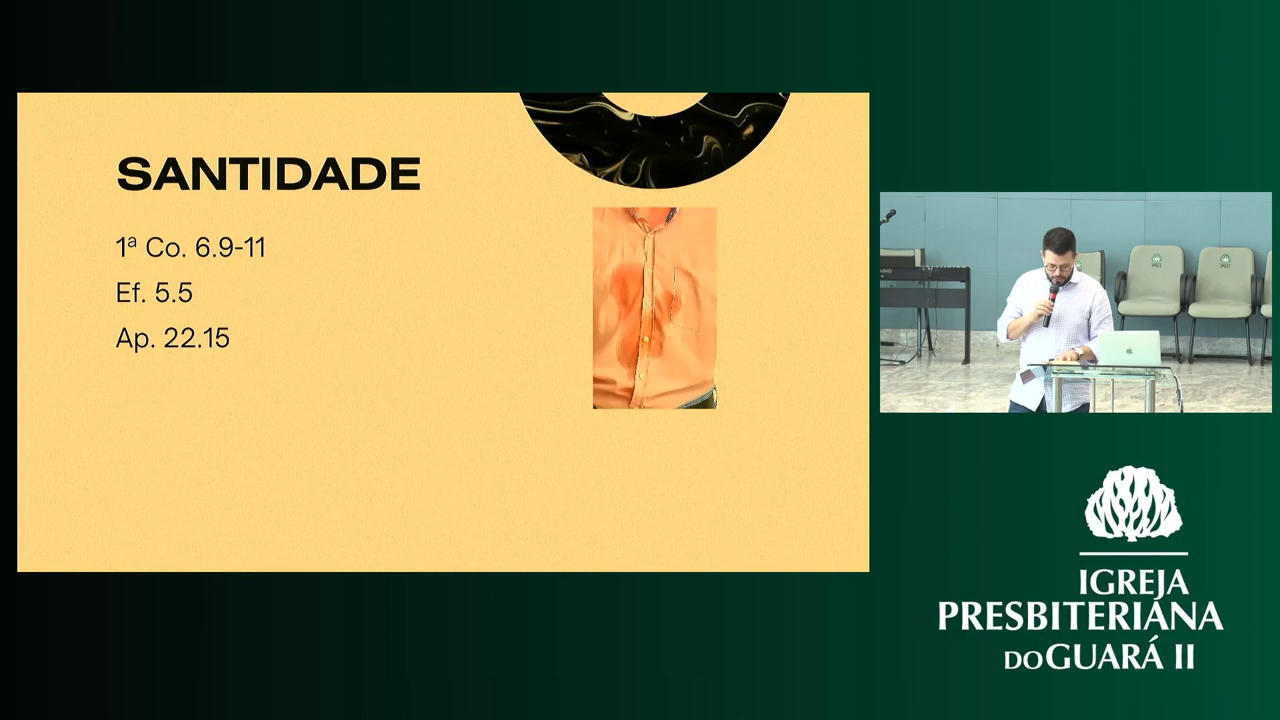 SANTIDADE
1ª Co. 6.9-11
Ef. 5.5
Ap. 22.15
IGREJA
PRESBITERIANA
DO GUARÁ II